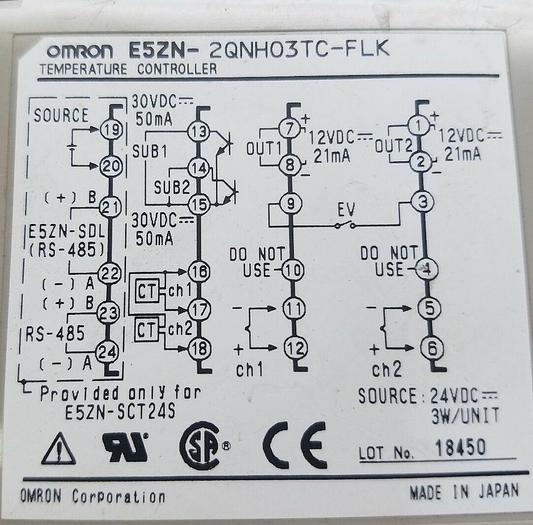 OMRON E5ZN- 2QNH03TC-FLK
TEMPERATURE CONTROLLER
SOURCE
19
20
(+) B
21
E5ZN-SDL
(RS-485)
22
(-) A
(+) B
23
RS-485
24
(-) A
Provided only for
E5ZN-SCT24S
30VDC⎓
50mA
13
SUB1
14
SUB2
15
30VDC⎓
50mA
16
CT ch1
17
CT ch2
18
7 +
OUT1 12VDC⎓
21mA
8 −
9
EV
DO NOT
USE 10
− 11
+ 12
ch1
1 +
OUT2 12VDC⎓
21mA
2 −
3
DO NOT
USE 4
− 5
+ 6
ch2
SOURCE: 24VDC⎓
3W/UNIT
LOT No. 18450
SA ®
CE
OMRON Corporation
MADE IN JAPAN